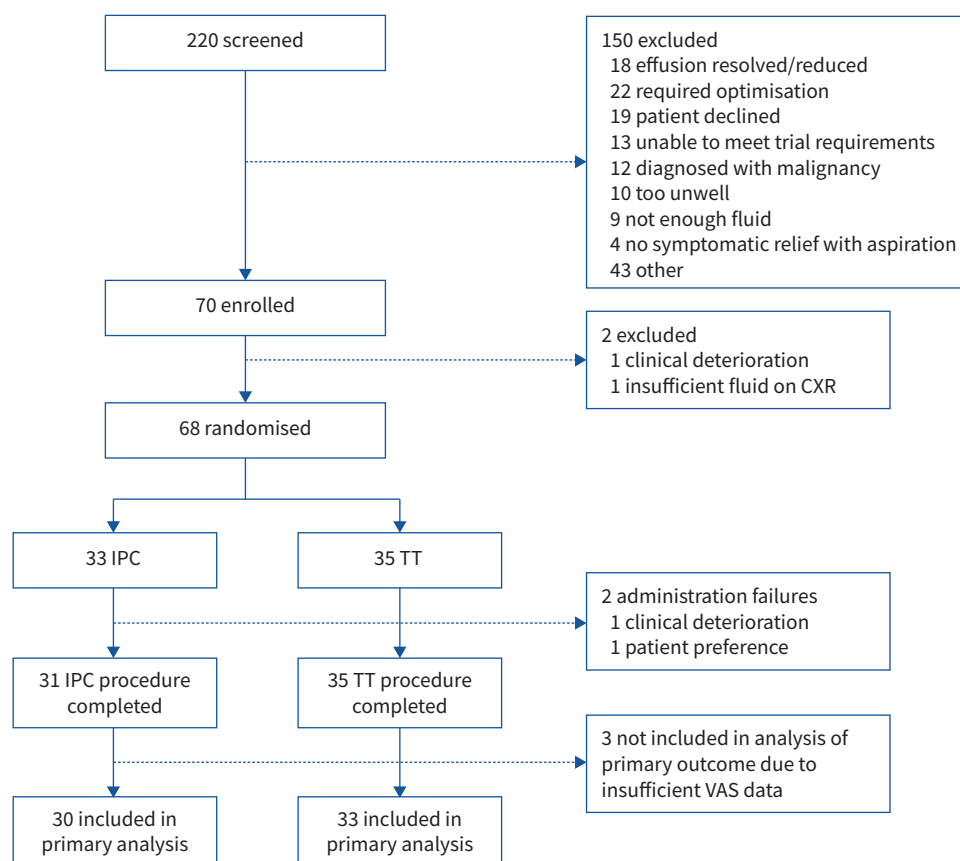 220 screened
150 excluded
18 effusion resolved/reduced
22 required optimisation
19 patient declined
13 unable to meet trial requirements
12 diagnosed with malignancy
10 too unwell
9 not enough fluid
4 no symptomatic relief with aspiration
43 other
70 enrolled
2 excluded
1 clinical deterioration
1 insufficient fluid on CXR
68 randomised
33 IPC
35 TT
2 administration failures
1 clinical deterioration
1 patient preference
31 IPC procedure
completed
35 TT procedure
completed
3 not included in analysis of
primary outcome due to
insufficient VAS data
30 included in
primary analysis
33 included in
primary analysis